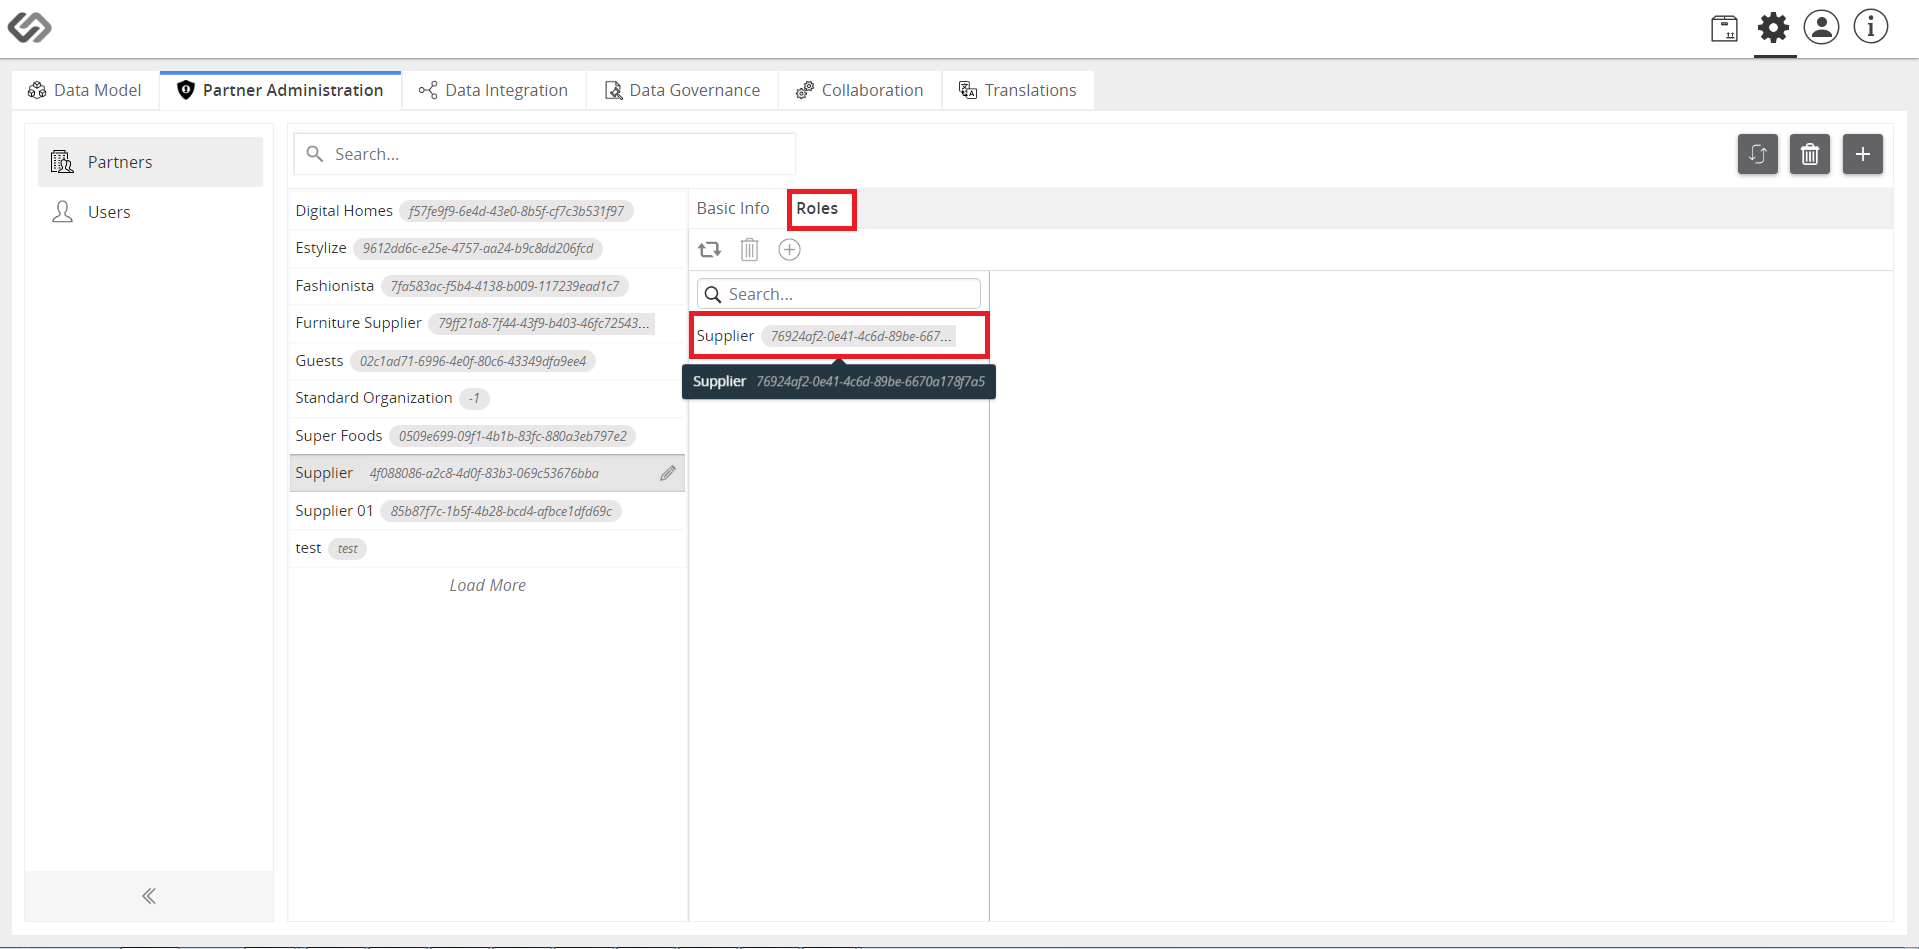 Data Model
Partner Administration
Data Integration
Data Governance
Collaboration
Translations
Partners
Users
Search...
Digital Homes f57fe9f9-6e4d-43e0-8b5f-cf7c3b531f97
Estylize 9612dd6c-e25e-4757-aa24-b9c8dd206fcd
Fashionista 7fa583ac-f5b4-4138-b009-117239ead1c7
Furniture Supplier 79ff21a8-7f44-43f9-b403-46fc72543...
Guests 02c1ad71-6996-4e0f-80c6-43349dfa9ee4
Standard Organization -1
Super Foods 0509e699-09f1-4b1b-83fc-880a3eb797e2
Supplier 4f088086-a2c8-4d0f-83b3-069c53676bba
Supplier 01 85b87f7c-1b5f-4b28-bcd4-afbce1dfd69c
test test
Load More
Basic Info
Roles
Search...
Supplier 76924af2-0e41-4c6d-89be-667...
Supplier 76924af2-0e41-4c6d-89be-6670a178f7a5